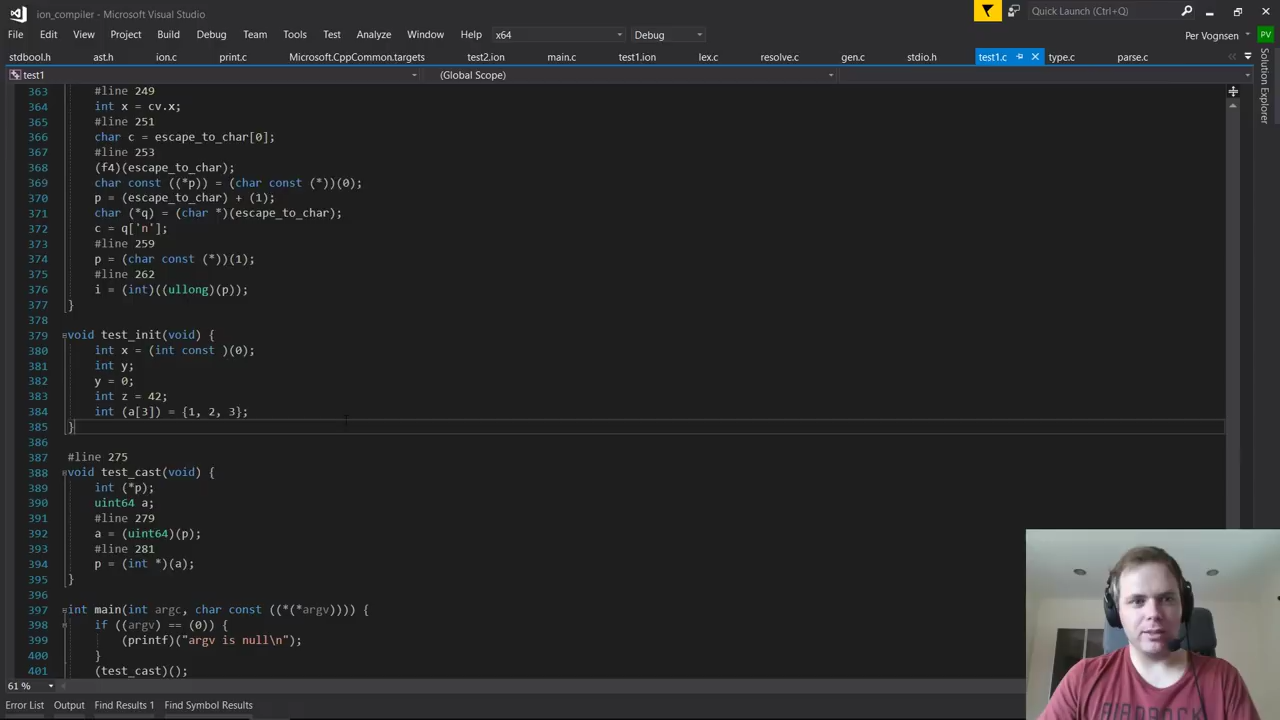 ion_compiler - Microsoft Visual Studio
Quick Launch (Ctrl+Q)
File Edit View Project Build Debug Team Tools Test Analyze Window Help x64 Debug Per Vognsen PV
stdbool.h ast.h ion.c print.c Microsoft.CppCommon.targets test2.ion main.c test1.ion lex.c resolve.c gen.c stdio.h test1.c type.c parse.c
test1 (Global Scope)
Solution Explorer
363 #line 249
364 int x = cv.x;
365 #line 251
366 char c = escape_to_char[0];
367 #line 253
368 (f4)(escape_to_char);
369 char const ((*p)) = (char const (*))(0);
370 p = (escape_to_char) + (1);
371 char (*q) = (char *)(escape_to_char);
372 c = q['n'];
373 #line 259
374 p = (char const (*))(1);
375 #line 262
376 i = (int)((ullong)(p));
377 }
378
379 void test_init(void) {
380 int x = (int const )(0);
381 int y;
382 y = 0;
383 int z = 42;
384 int (a[3]) = {1, 2, 3};
385 }
386
387 #line 275
388 void test_cast(void) {
389 int (*p);
390 uint64 a;
391 #line 279
392 a = (uint64)(p);
393 #line 281
394 p = (int *)(a);
395 }
396
397 int main(int argc, char const ((*(*argv)))) {
398 if ((argv) == (0)) {
399 (printf)("argv is null\n");
400 }
401 (test_cast)();
61 %
Error List Output Find Results 1 Find Symbol Results